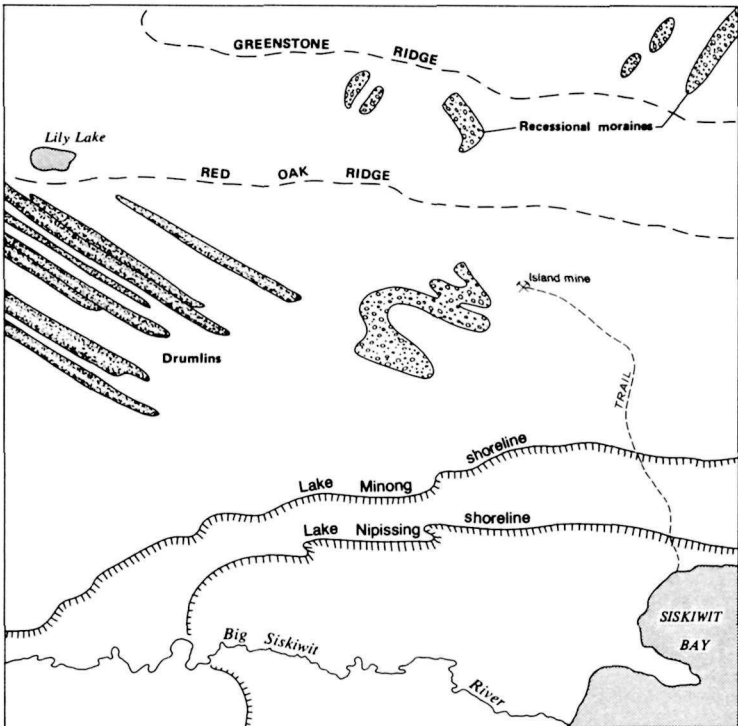 GREENSTONE RIDGE
Recessional moraines
Lily Lake
RED OAK RIDGE
Island mine
Drumlins
TRAIL
Lake Minong shoreline
Lake Nipissing shoreline
SISKIWIT
BAY
Big Siskiwit River